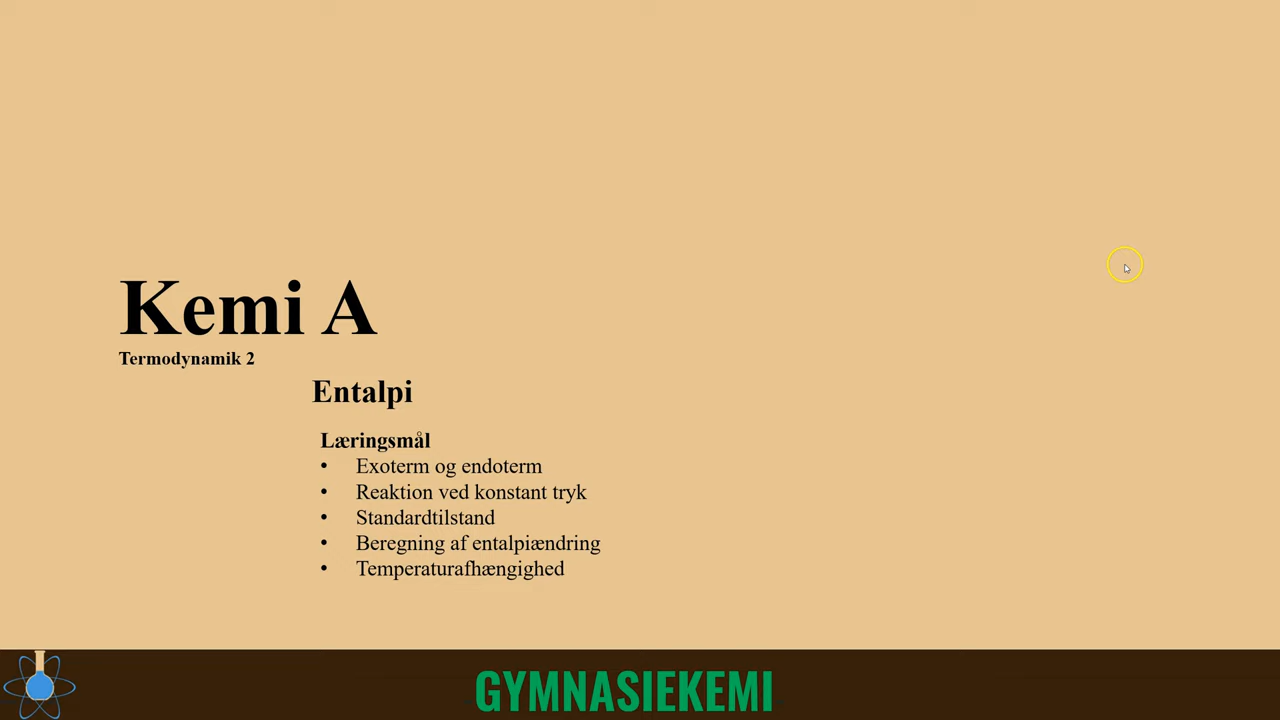 Kemi A
Termodynamik 2
Entalpi
Læringsmål
• Exoterm og endoterm
• Reaktion ved konstant tryk
• Standardtilstand
• Beregning af entalpiændring
• Temperaturafhængighed
GYMNASIEKEMI